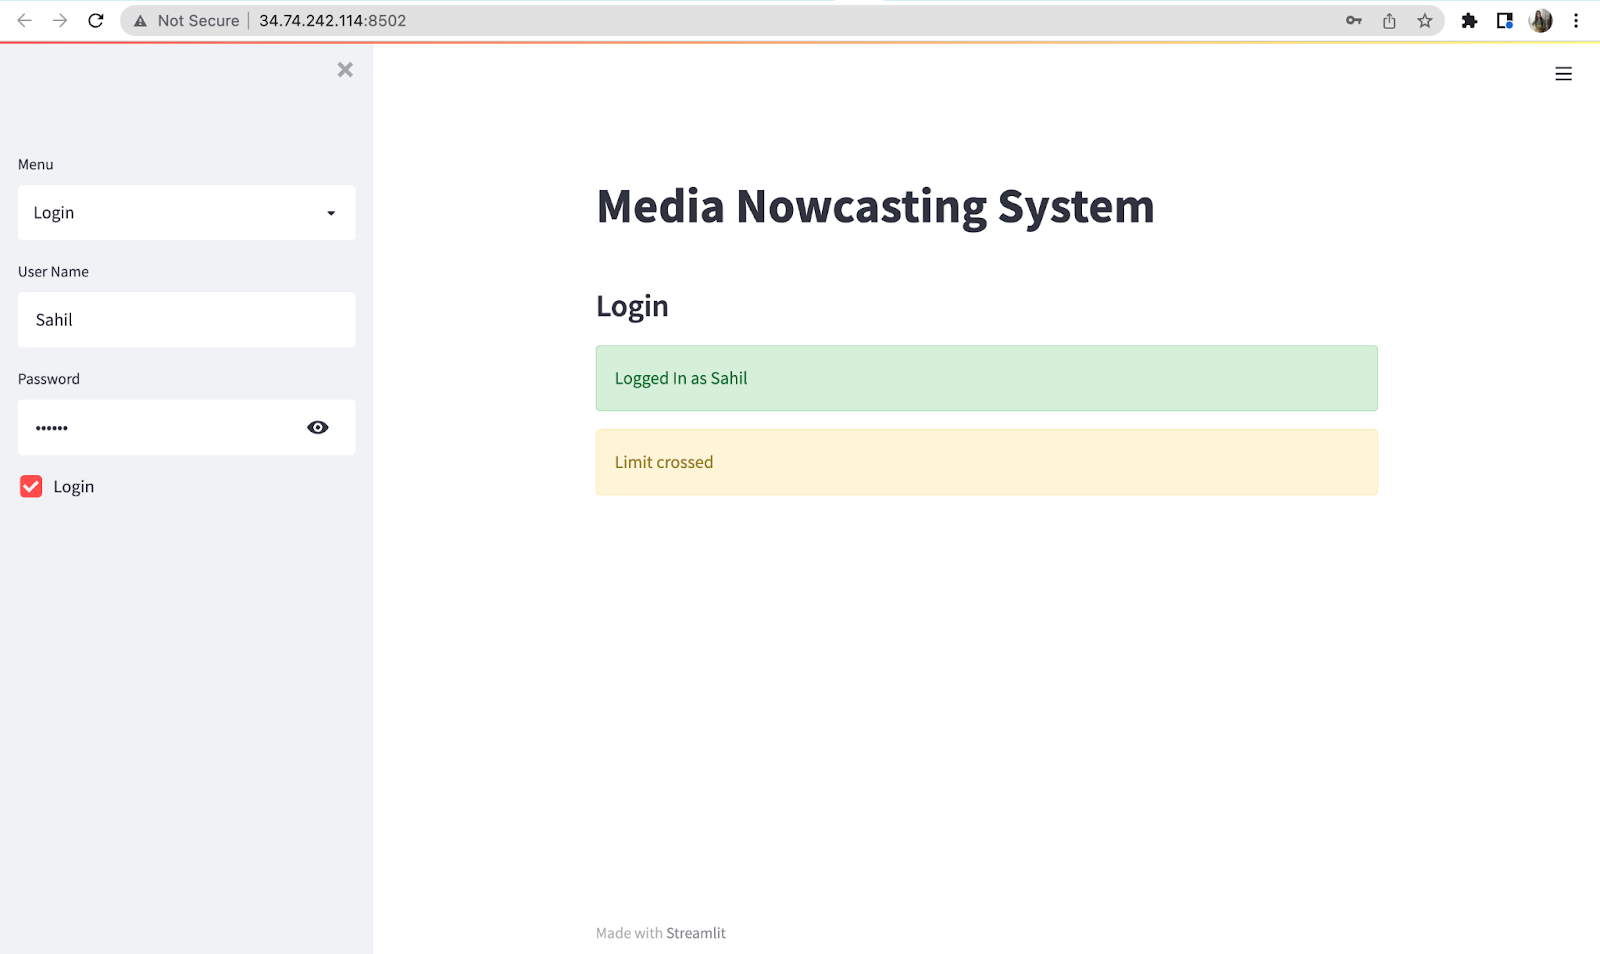 Not Secure 34.74.242.114:8502
Menu
Login
User Name
Sahil
Password
••••••
Login
Media Nowcasting System
Login
Logged In as Sahil
Limit crossed
Made with Streamlit